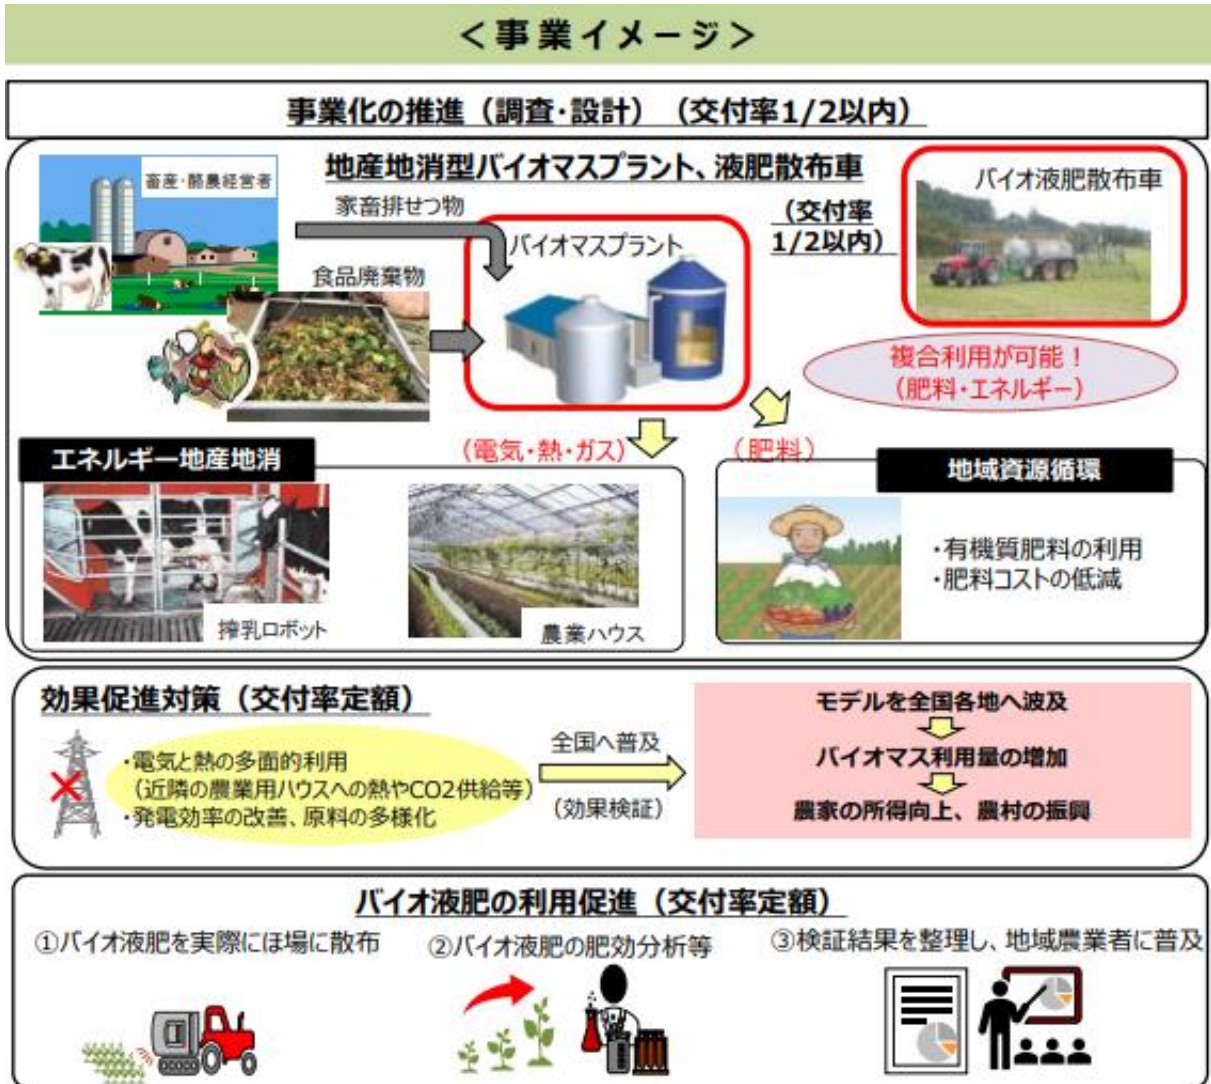 ＜事業イメージ＞
事業化の推進（調査・設計）（交付率1/2以内）
地産地消型バイオマスプラント、液肥散布車
畜産・酪農経営者
家畜排せつ物
食品廃棄物
バイオマスプラント
（交付率
1/2以内）
バイオ液肥散布車
複合利用が可能！
（肥料・エネルギー）
（電気・熱・ガス）
（肥料）
エネルギー地産地消
搾乳ロボット
農業ハウス
地域資源循環
・有機質肥料の利用
・肥料コストの低減
効果促進対策（交付率定額）
・電気と熱の多面的利用
（近隣の農業用ハウスへの熱やCO2供給等）
・発電効率の改善、原料の多様化
全国へ普及
（効果検証）
モデルを全国各地へ波及
バイオマス利用量の増加
農家の所得向上、農村の振興
バイオ液肥の利用促進（交付率定額）
①バイオ液肥を実際にほ場に散布
②バイオ液肥の肥効分析等
③検証結果を整理し、地域農業者に普及